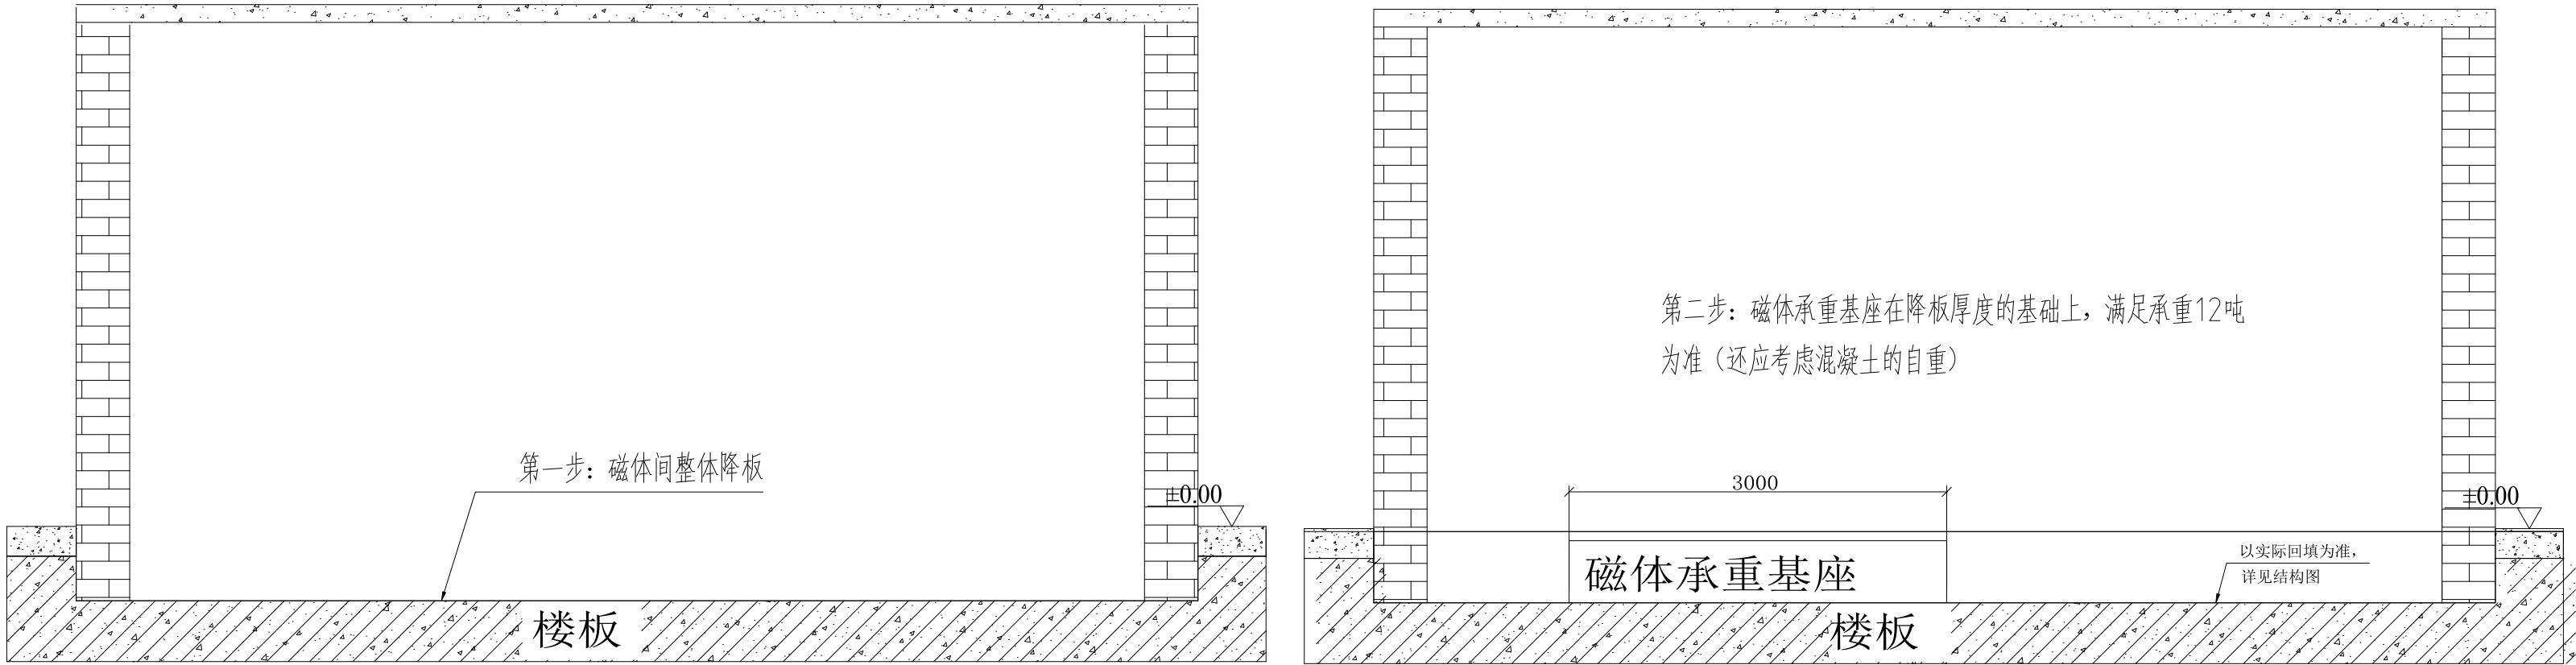 第一步：磁体间整体降板
±0.00
楼板
第二步：磁体承重基座在降板厚度的基础上，满足承重12吨
为准（还应考虑混凝土的自重）
3000
±0.00
磁体承重基座
以实际回填为准，
详见结构图
楼板